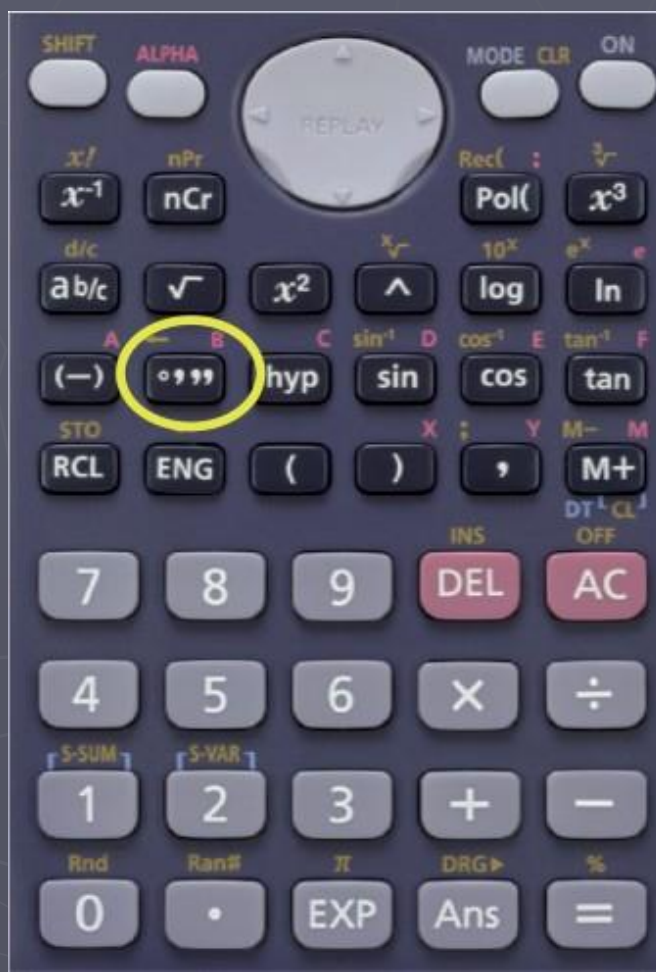 SHIFT ALPHA MODE CLR ON
REPLAY
x! nPr Rec( : ³√
x⁻¹ nCr Pol( x³
d/c ˣ√ 10ˣ eˣ e
a b/c √ x² ^ log ln
A ← B C sin⁻¹ D cos⁻¹ E tan⁻¹ F
(−) °’” hyp sin cos tan
STO X ; Y M− M
RCL ENG ( ) , M+
DT CL
INS OFF
7 8 9 DEL AC
4 5 6 × ÷
S-SUM S-VAR
1 2 3 + −
Rnd Ran# π DRG▶ %
0 . EXP Ans =